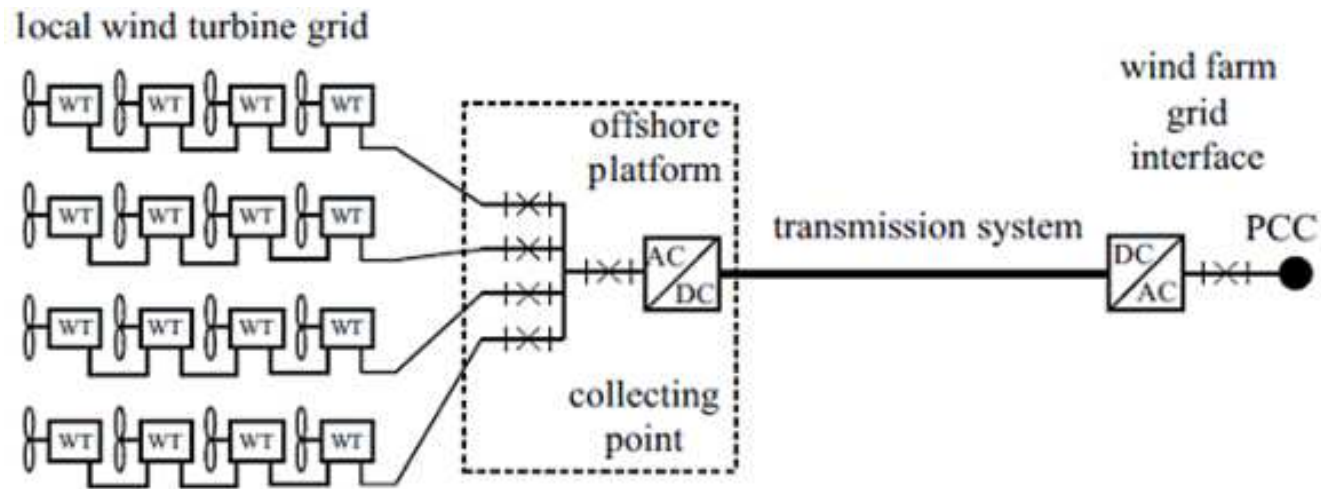 local wind turbine grid
WT WT WT WT
WT WT WT WT
WT WT WT WT
WT WT WT WT
offshore
platform
AC
DC
collecting
point
transmission system
wind farm
grid
interface
DC
AC
PCC